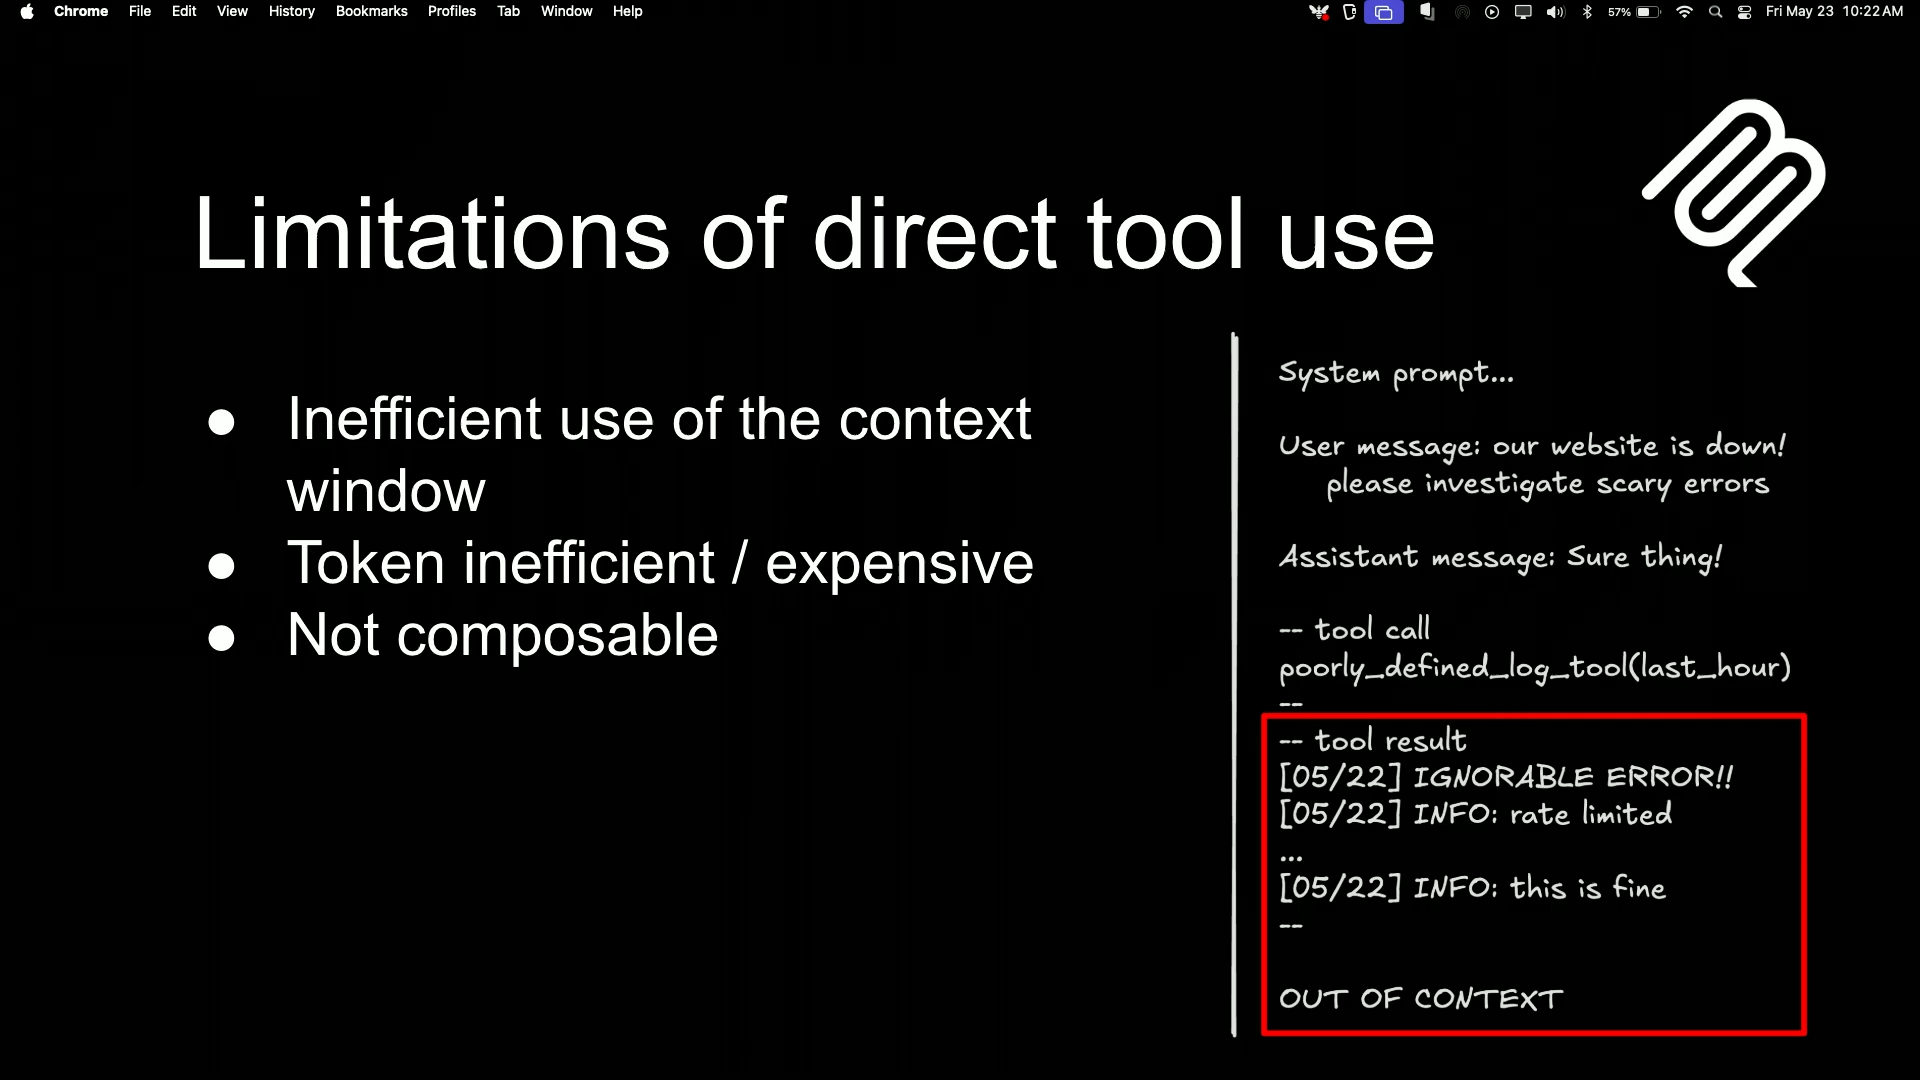 Chrome File Edit View History Bookmarks Profiles Tab Window Help
57% Fri May 23 10:22 AM
Limitations of direct tool use
● Inefficient use of the context
window
● Token inefficient / expensive
● Not composable
System prompt...
User message: our website is down!
please investigate scary errors
Assistant message: Sure thing!
-- tool call
poorly_defined_log_tool(last_hour)
--
-- tool result
[05/22] IGNORABLE ERROR!!
[05/22] INFO: rate limited
...
[05/22] INFO: this is fine
--
OUT OF CONTEXT